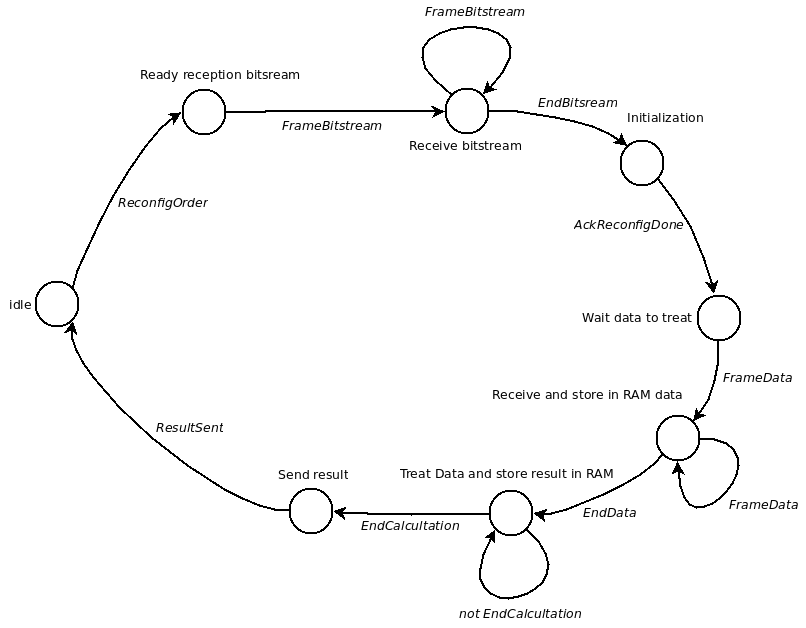 FrameBitstream
Ready reception bitsream
EndBitsream
Initialization
FrameBitstream
Receive bitstream
ReconfigOrder
AckReconfigDone
idle
Wait data to treat
FrameData
Receive and store in RAM data
ResultSent
Send result
Treat Data and store result in RAM
FrameData
EndData
EndCalcultation
not EndCalcultation